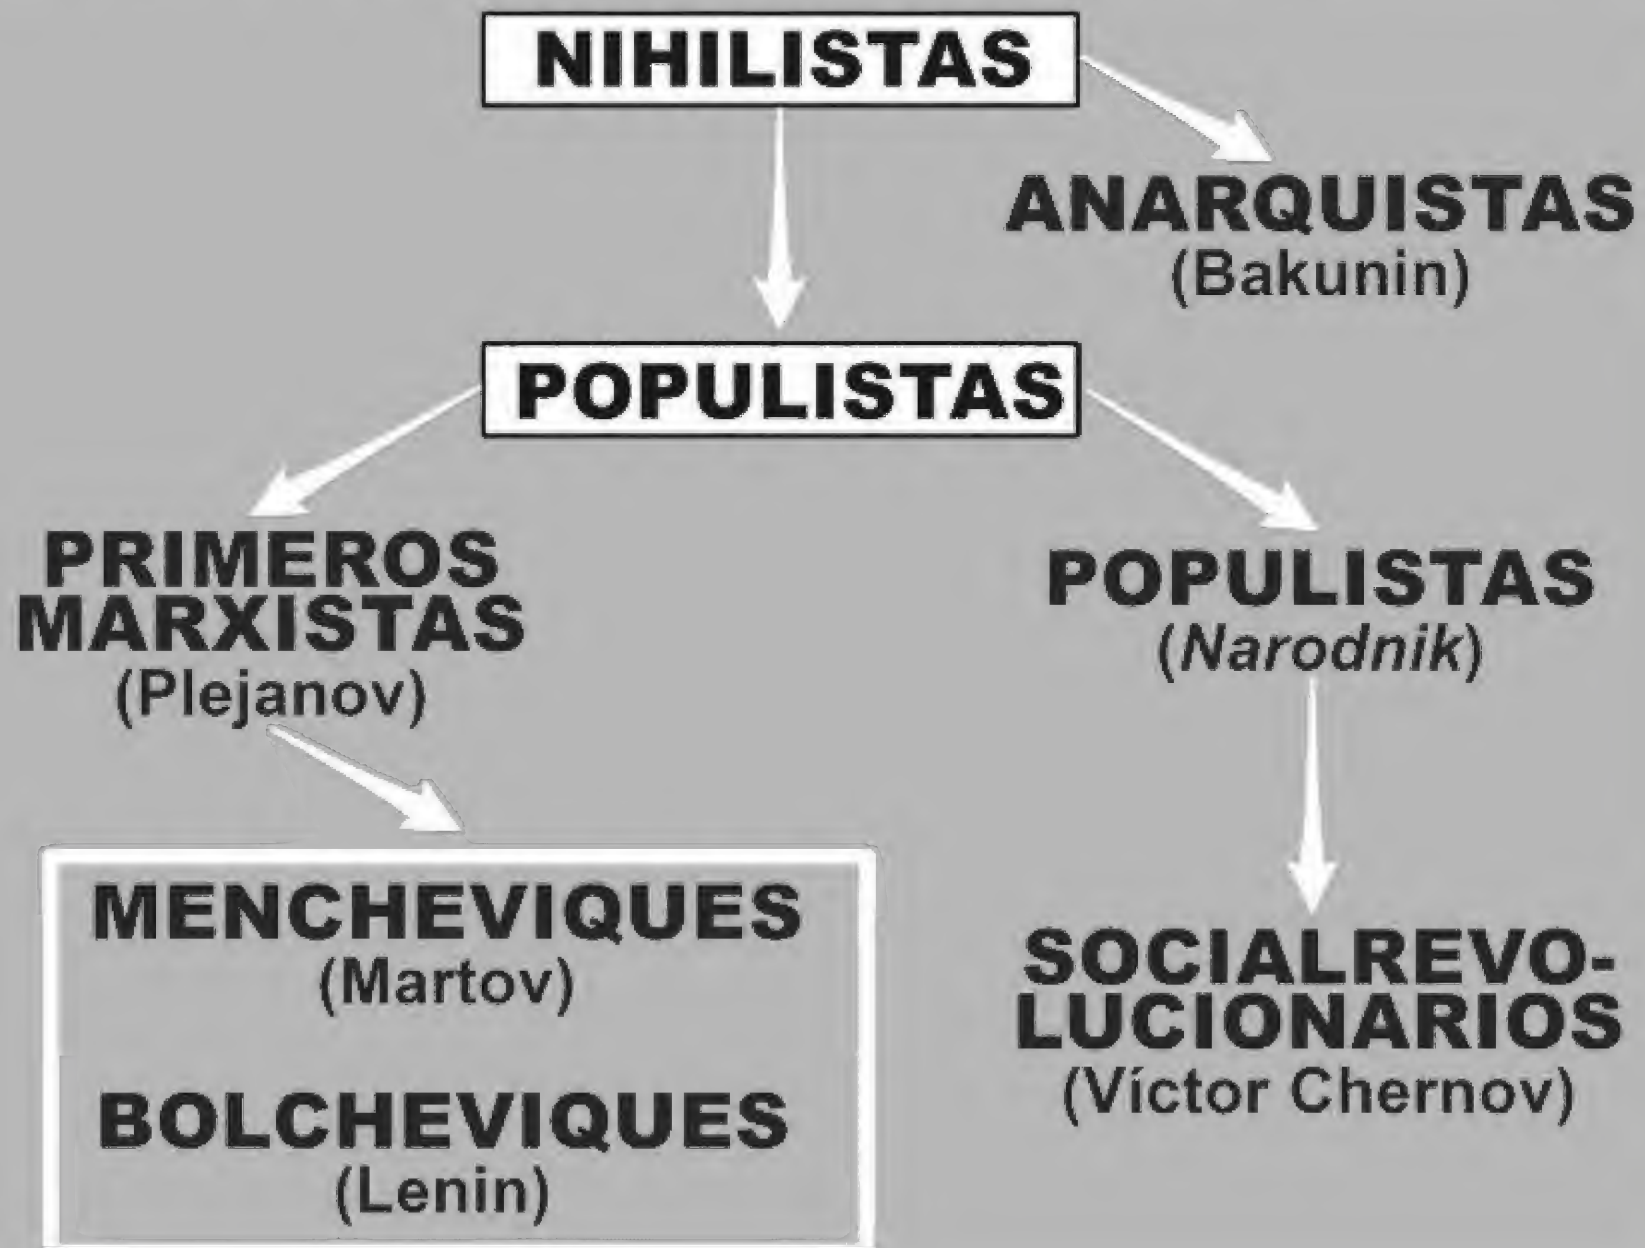 NIHILISTAS
ANARQUISTAS
(Bakunin)
POPULISTAS
PRIMEROS
MARXISTAS
(Plejanov)
POPULISTAS
(Narodnik)
MENCHEVIQUES
(Martov)
BOLCHEVIQUES
(Lenin)
SOCIALREVO-
LUCIONARIOS
(Víctor Chernov)